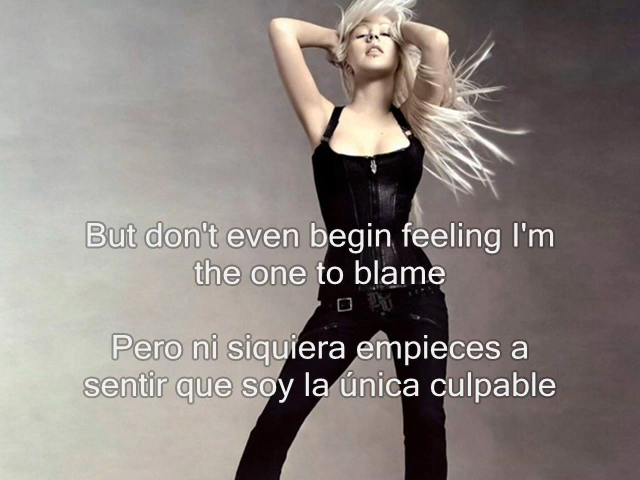 But don't even begin feeling I'm
the one to blame
Pero ni siquiera empieces a
sentir que soy la única culpable